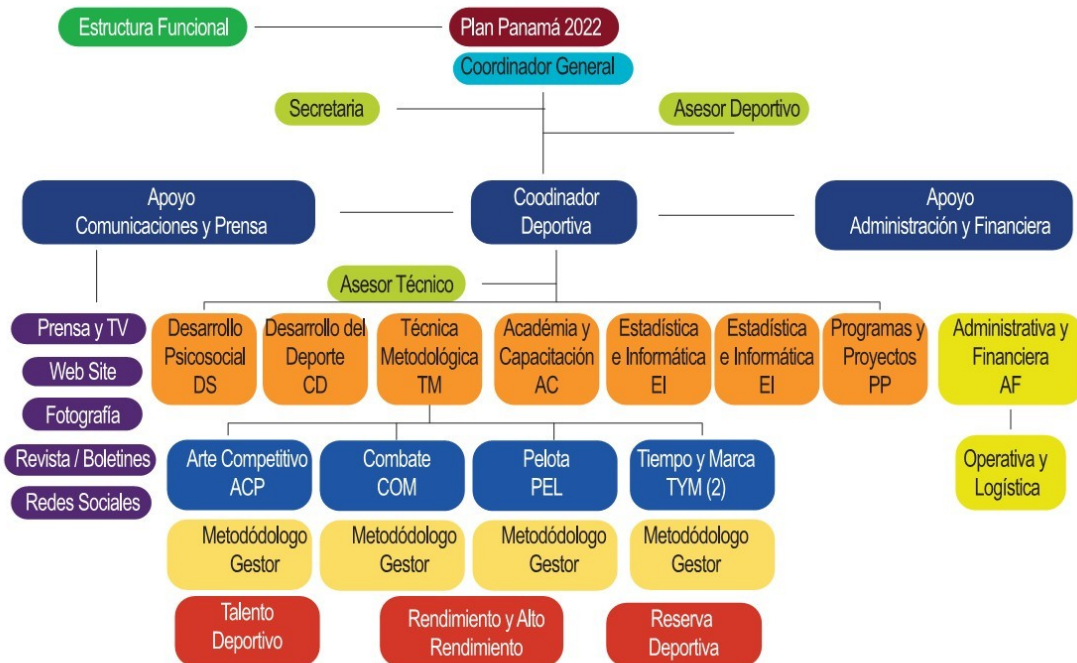 Estructura Funcional
Plan Panamá 2022
Coordinador General
Secretaria
Asesor Deportivo
Apoyo
Comunicaciones y Prensa
Coodinador
Deportiva
Apoyo
Administración y Financiera
Asesor Técnico
Prensa y TV
Web Site
Fotografía
Revista / Boletines
Redes Sociales
Desarrollo
Psicosocial
DS
Desarrollo del
Deporte
CD
Técnica
Metodológica
TM
Académia y
Capacitación
AC
Estadística
e Informática
EI
Estadística
e Informática
EI
Programas y
Proyectos
PP
Administrativa y
Financiera
AF
Arte Competitivo
ACP
Combate
COM
Pelota
PEL
Tiempo y Marca
TYM (2)
Operativa y
Logística
Metodódologo
Gestor
Metodódologo
Gestor
Metodódologo
Gestor
Metodódologo
Gestor
Talento
Deportivo
Rendimiento y Alto
Rendimiento
Reserva
Deportiva